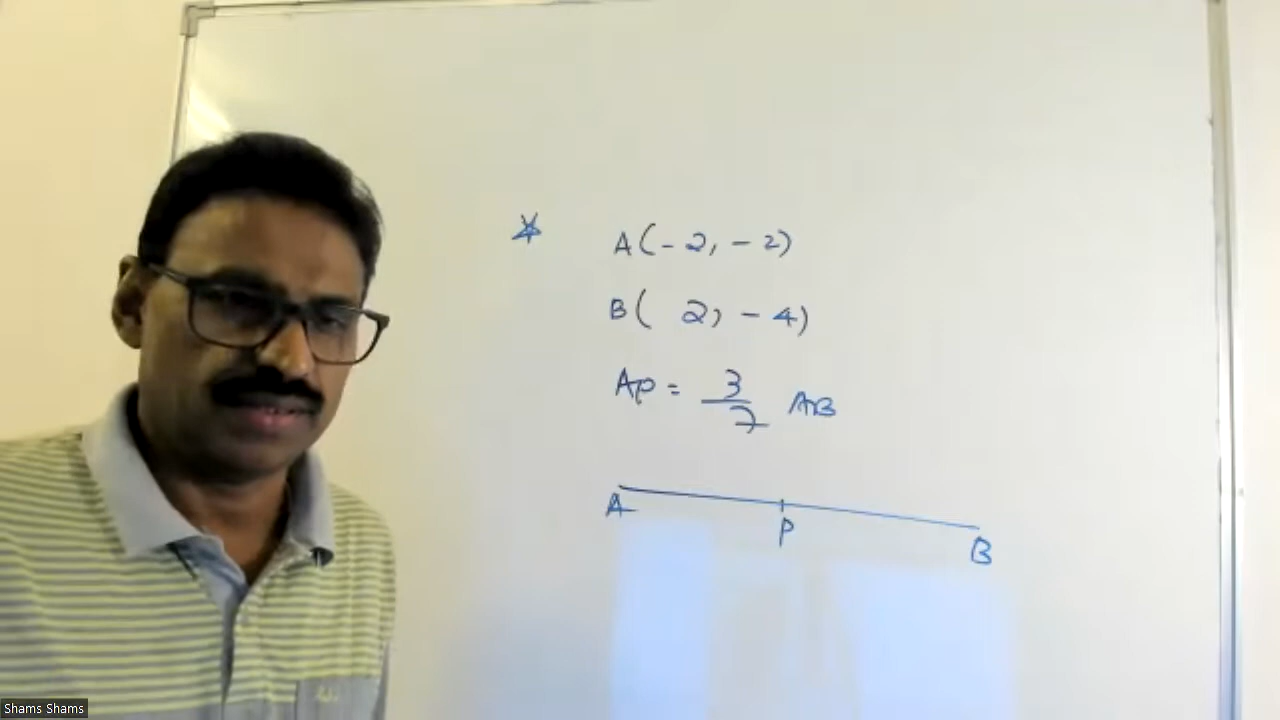 * A(-2, -2)
B( 2, -4)
AP = 3/7 AB
A P B
Shams Shams